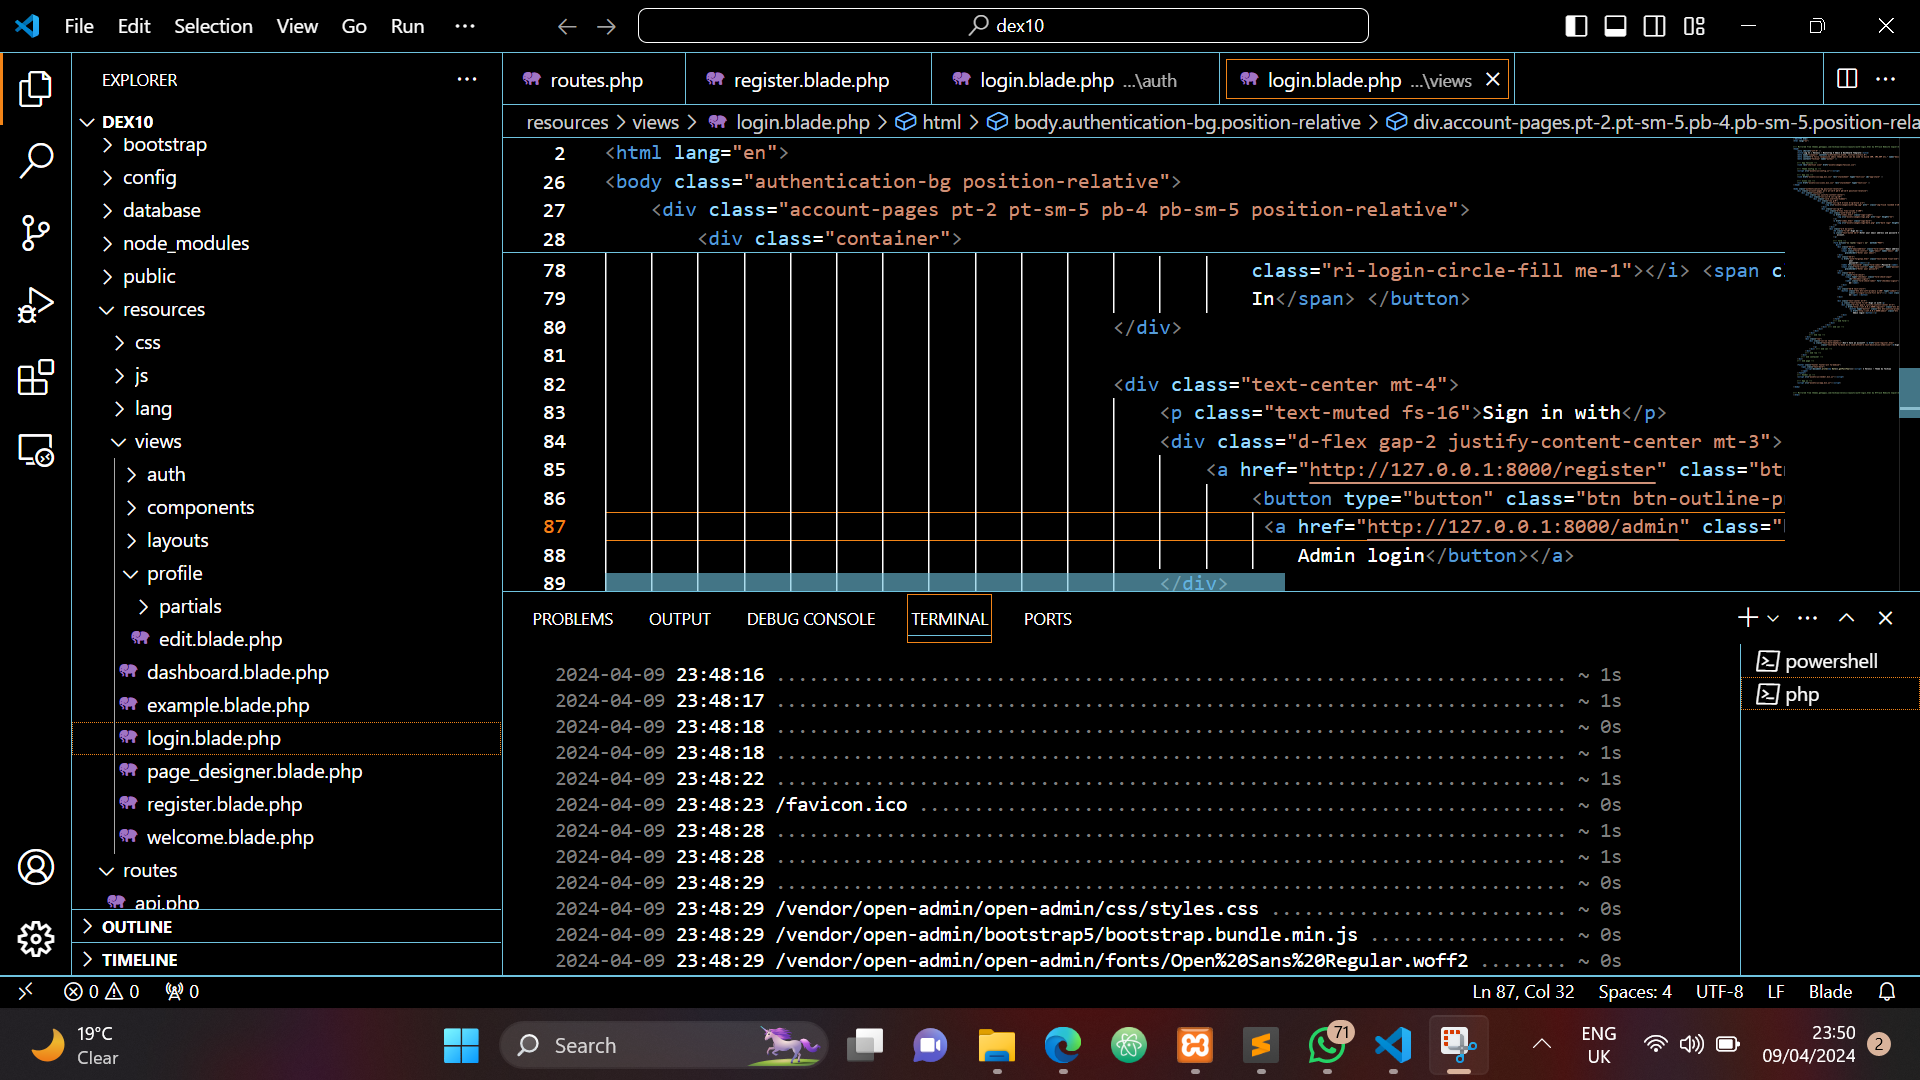 File Edit Selection View Go Run ···
dex10
EXPLORER
DEX10
bootstrap
config
database
node_modules
public
resources
css
js
lang
views
auth
components
layouts
profile
partials
edit.blade.php
dashboard.blade.php
example.blade.php
login.blade.php
page_designer.blade.php
register.blade.php
welcome.blade.php
routes
api.php
OUTLINE
TIMELINE
routes.php register.blade.php login.blade.php ...\auth login.blade.php ...\views
resources > views > login.blade.php > html > body.authentication-bg.position-relative > div.account-pages.pt-2.pt-sm-5.pb-4.pb-sm-5.position-rela
2 <html lang="en">
26 <body class="authentication-bg position-relative">
27 <div class="account-pages pt-2 pt-sm-5 pb-4 pb-sm-5 position-relative">
28 <div class="container">
78 class="ri-login-circle-fill me-1"></i> <span c
79 In</span> </button>
80 </div>
81
82 <div class="text-center mt-4">
83 <p class="text-muted fs-16">Sign in with</p>
84 <div class="d-flex gap-2 justify-content-center mt-3">
85 <a href="http://127.0.0.1:8000/register" class="bt
86 <button type="button" class="btn btn-outline-p
87 <a href="http://127.0.0.1:8000/admin" class="
88 Admin login</button></a>
89 </div>
PROBLEMS OUTPUT DEBUG CONSOLE TERMINAL PORTS
2024-04-09 23:48:16 ........................................................................ ~ 1s
2024-04-09 23:48:17 ........................................................................ ~ 1s
2024-04-09 23:48:18 ........................................................................ ~ 0s
2024-04-09 23:48:18 ........................................................................ ~ 1s
2024-04-09 23:48:22 ........................................................................ ~ 1s
2024-04-09 23:48:23 /favicon.ico ........................................................... ~ 0s
2024-04-09 23:48:28 ........................................................................ ~ 1s
2024-04-09 23:48:28 ........................................................................ ~ 1s
2024-04-09 23:48:29 ........................................................................ ~ 0s
2024-04-09 23:48:29 /vendor/open-admin/open-admin/css/styles.css ........................... ~ 0s
2024-04-09 23:48:29 /vendor/open-admin/bootstrap5/bootstrap.bundle.min.js .................. ~ 0s
2024-04-09 23:48:29 /vendor/open-admin/open-admin/fonts/Open%20Sans%20Regular.woff2 ........ ~ 0s
powershell
php
0 0 0
Ln 87, Col 32 Spaces: 4 UTF-8 LF Blade
19°C
Clear
Search
71
ENG
UK
23:50
09/04/2024
2